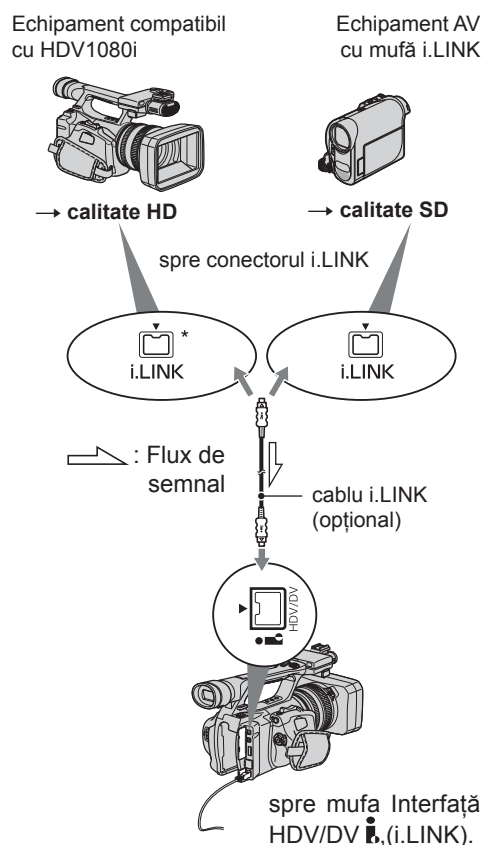 Echipament compatibil
cu HDV1080i
Echipament AV
cu mufă i.LINK
→ calitate HD
→ calitate SD
spre conectorul i.LINK
*
i.LINK
i.LINK
: Flux de
semnal
cablu i.LINK
(opțional)
HDV/DV
spre mufa Interfață
HDV/DV i,(i.LINK).